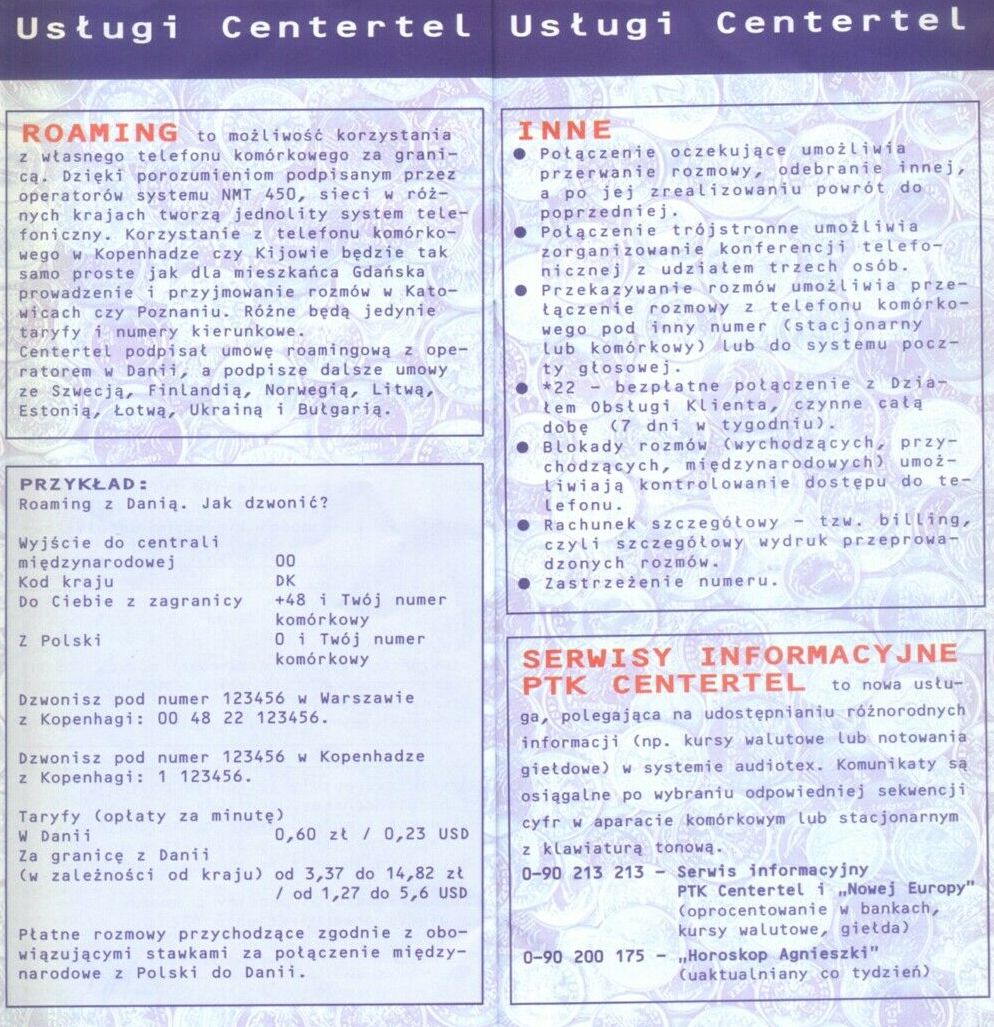 Usługi Centertel
ROAMING to możliwość korzystania
z własnego telefonu komórkowego za grani-
cą. Dzięki porozumieniom podpisanym przez
operatorów systemu NMT 450, sieci w róż-
nych krajach tworzą jednolity system tele-
foniczny. Korzystanie z telefonu komórko-
wego w Kopenhadze czy Kijowie będzie tak
samo proste jak dla mieszkańca Gdańska
prowadzenie i przyjmowanie rozmów w Kato-
wicach czy Poznaniu. Różne będą jedynie
taryfy i numery kierunkowe.
Centertel podpisał umowę roamingową z ope-
ratorem w Danii, a podpisze dalsze umowy
ze Szwecją, Finlandią, Norwegią, Litwą,
Estonią, Łotwą, Ukrainą i Bułgarią.
PRZYKŁAD:
Roaming z Danią. Jak dzwonić?
Wyjście do centrali
międzynarodowej 00
Kod kraju DK
Do Ciebie z zagranicy +48 i Twój numer
komórkowy
Z Polski 0 i Twój numer
komórkowy
Dzwonisz pod numer 123456 w Warszawie
z Kopenhagi: 00 48 22 123456.
Dzwonisz pod numer 123456 w Kopenhadze
z Kopenhagi: 1 123456.
Taryfy (opłaty za minutę)
W Danii 0,60 zł / 0,23 USD
Za granicę z Danii
(w zależności od kraju) od 3,37 do 14,82 zł
/ od 1,27 do 5,6 USD
Płatne rozmowy przychodzące zgodnie z obo-
wiązującymi stawkami za połączenie między-
narodowe z Polski do Danii.
Usługi Centertel
INNE
● Połączenie oczekujące umożliwia
przerwanie rozmowy, odebranie innej,
a po jej zrealizowaniu powrót do
poprzedniej.
● Połączenie trójstronne umożliwia
zorganizowanie konferencji telefo-
nicznej z udziałem trzech osób.
● Przekazywanie rozmów umożliwia prze-
łączenie rozmowy z telefonu komórko-
wego pod inny numer (stacjonarny
lub komórkowy) lub do systemu pocz-
ty głosowej.
● *22 – bezpłatne połączenie z Dzia-
łem Obsługi Klienta, czynne całą
dobę (7 dni w tygodniu).
● Blokady rozmów (wychodzących, przy-
chodzących, międzynarodowych) umoż-
liwiają kontrolowanie dostępu do te-
lefonu.
● Rachunek szczegółowy – tzw. billing,
czyli szczegółowy wydruk przeprowa-
dzonych rozmów.
● Zastrzeżenie numeru.
SERWISY INFORMACYJNE
PTK CENTERTEL to nowa usłu-
ga, polegająca na udostępnianiu różnorodnych
informacji (np. kursy walutowe lub notowania
giełdowe) w systemie audiotex. Komunikaty są
osiągalne po wybraniu odpowiedniej sekwencji
cyfr w aparacie komórkowym lub stacjonarnym
z klawiaturą tonową.
0-90 213 213 – Serwis informacyjny
PTK Centertel i „Nowej Europy"
(oprocentowanie w bankach,
kursy walutowe, giełda)
0-90 200 175 – „Horoskop Agnieszki"
(uaktualniany co tydzień)